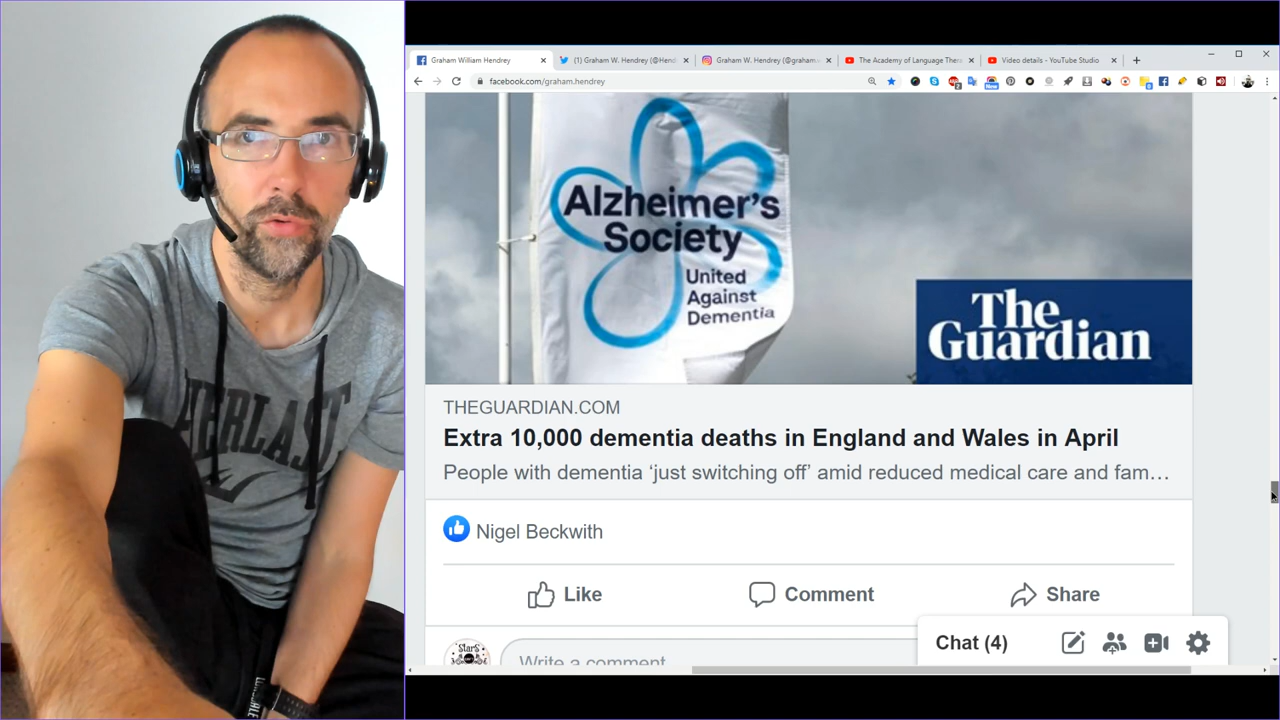 Graham William Hendrey
(1) Graham W. Hendrey (@Hend
Graham W. Hendrey (@graham.
The Academy of Language Thera
Video details - YouTube Studio
facebook.com/graham.hendrey
Alzheimer's
Society
United
Against
Dementia
The
Guardian
THEGUARDIAN.COM
Extra 10,000 dementia deaths in England and Wales in April
People with dementia ‘just switching off’ amid reduced medical care and fam…
Nigel Beckwith
Like
Comment
Share
Chat (4)
Write a comment
EVERLAST